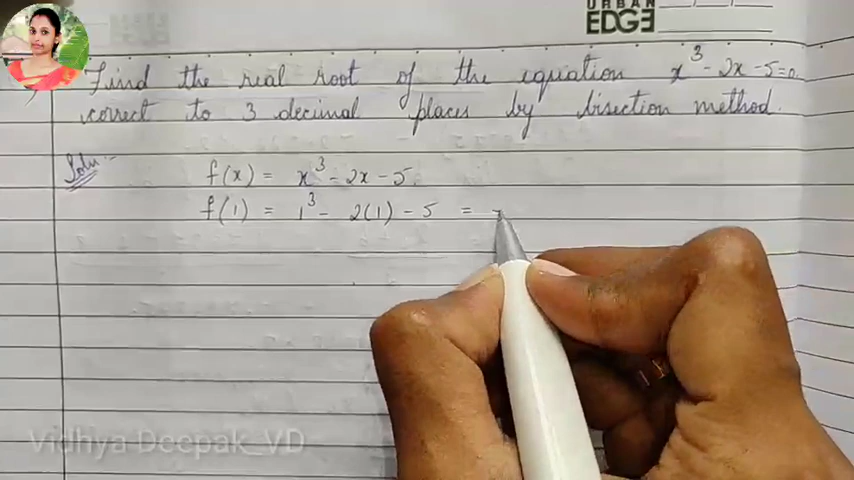 URBAN
EDGE
Find the real root of the equation x³ - 2x - 5 = 0
correct to 3 decimal places by bisection method.
Soln:-
f(x) = x³ - 2x - 5.
f(1) = 1³ - 2(1) - 5 = -
Vidhya Deepak_VD